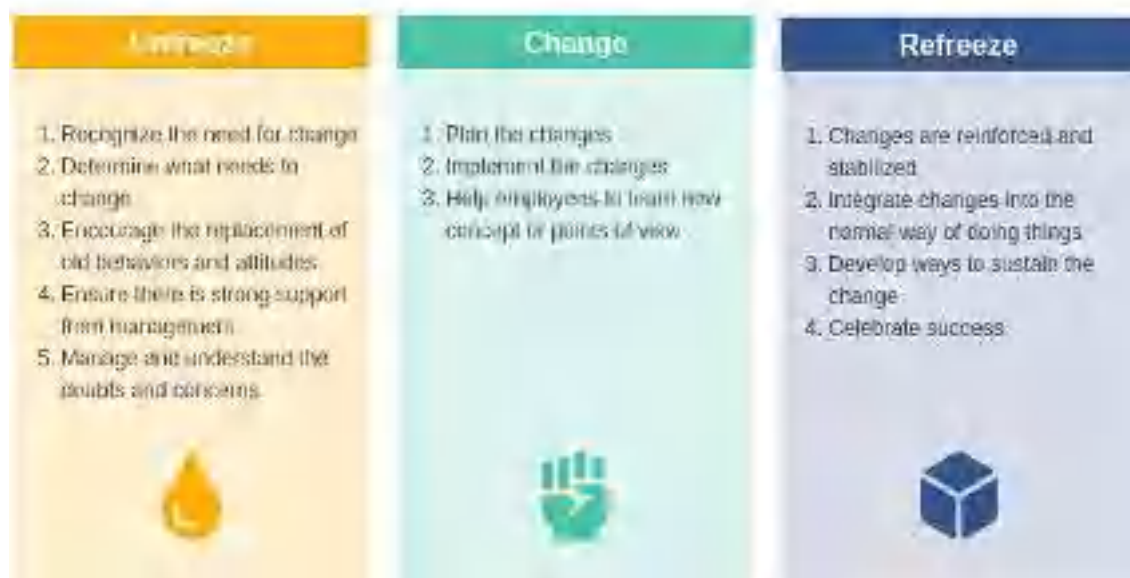 Unfreeze
1. Recognize the need for change
2. Determine what needs to
change
3. Encourage the replacement of
old behaviors and attitudes
4. Ensure there is strong support
from management
5. Manage and understand the
doubts and concerns
Change
1. Plan the changes
2. Implement the changes
3. Help employees to learn new
concept or points of view
Refreeze
1. Changes are reinforced and
stabilized
2. Integrate changes into the
normal way of doing things
3. Develop ways to sustain the
change
4. Celebrate success